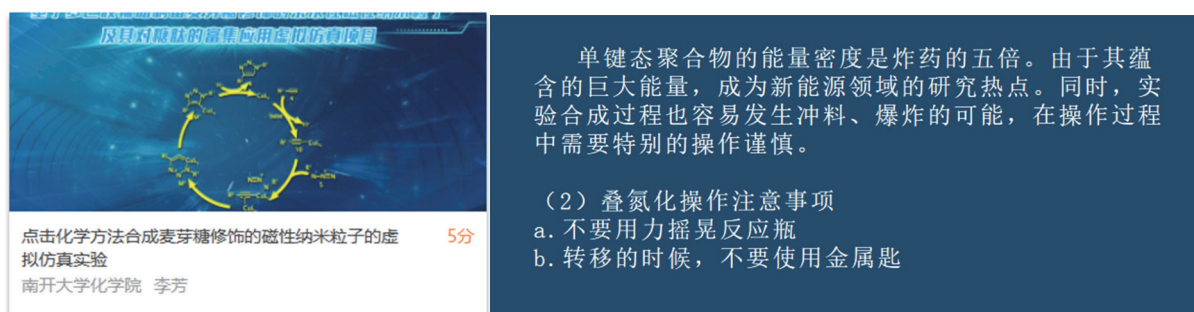 及其对糖肽的富集应用虚拟仿真项目
点击化学方法合成麦芽糖修饰的磁性纳米粒子的虚
拟仿真实验
5分
南开大学化学院 李芳
单键态聚合物的能量密度是炸药的五倍。由于其蕴
含的巨大能量，成为新能源领域的研究热点。同时，实
验合成过程也容易发生冲料、爆炸的可能，在操作过程
中需要特别的操作谨慎。
（2）叠氮化操作注意事项
a.不要用力摇晃反应瓶
b.转移的时候，不要使用金属匙